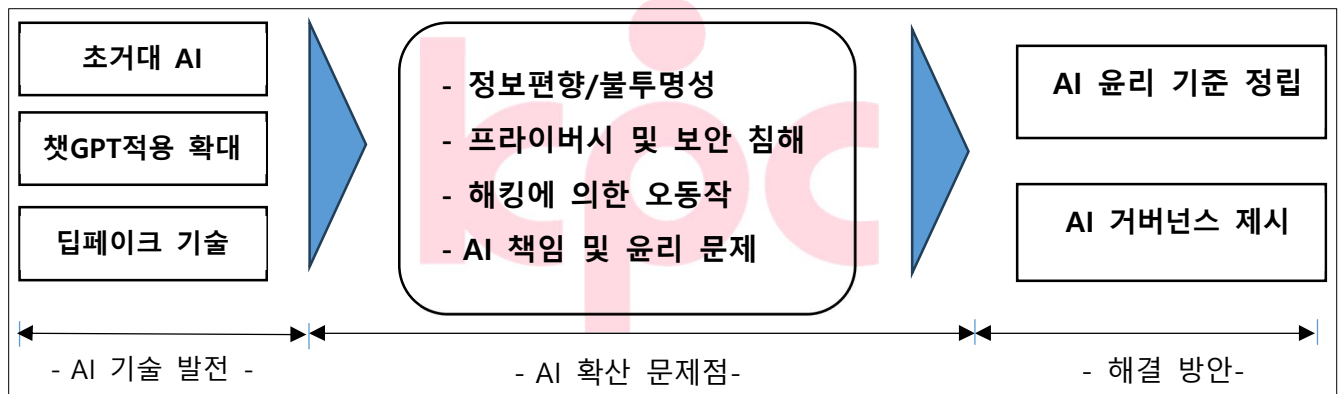 초거대 AI
챗GPT적용 확대
딥페이크 기술
- 정보편향/불투명성
- 프라이버시 및 보안 침해
- 해킹에 의한 오동작
- AI 책임 및 윤리 문제
AI 윤리 기준 정립
AI 거버넌스 제시
- AI 기술 발전 -
- AI 확산 문제점-
- 해결 방안-
kpc